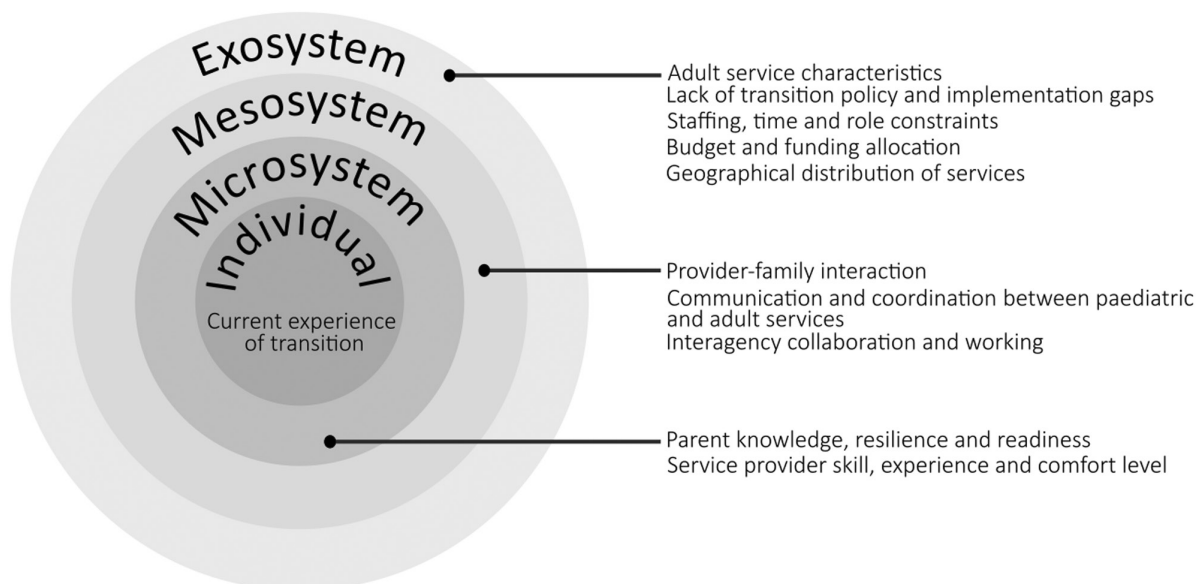 Exosystem
Mesosystem
Microsystem
Individual
Current experience
of transition
Adult service characteristics
Lack of transition policy and implementation gaps
Staffing, time and role constraints
Budget and funding allocation
Geographical distribution of services
Provider-family interaction
Communication and coordination between paediatric
and adult services
Interagency collaboration and working
Parent knowledge, resilience and readiness
Service provider skill, experience and comfort level